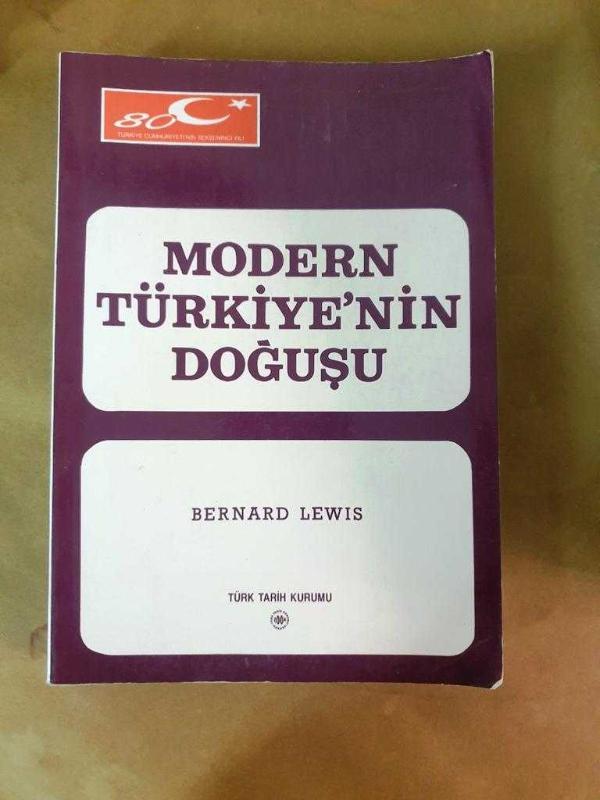 80
TÜRKİYE CUMHURİYETİ'NİN SEKSENİNCİ YILI
MODERN
TÜRKİYE'NİN
DOĞUŞU
BERNARD LEWIS
TÜRK TARİH KURUMU